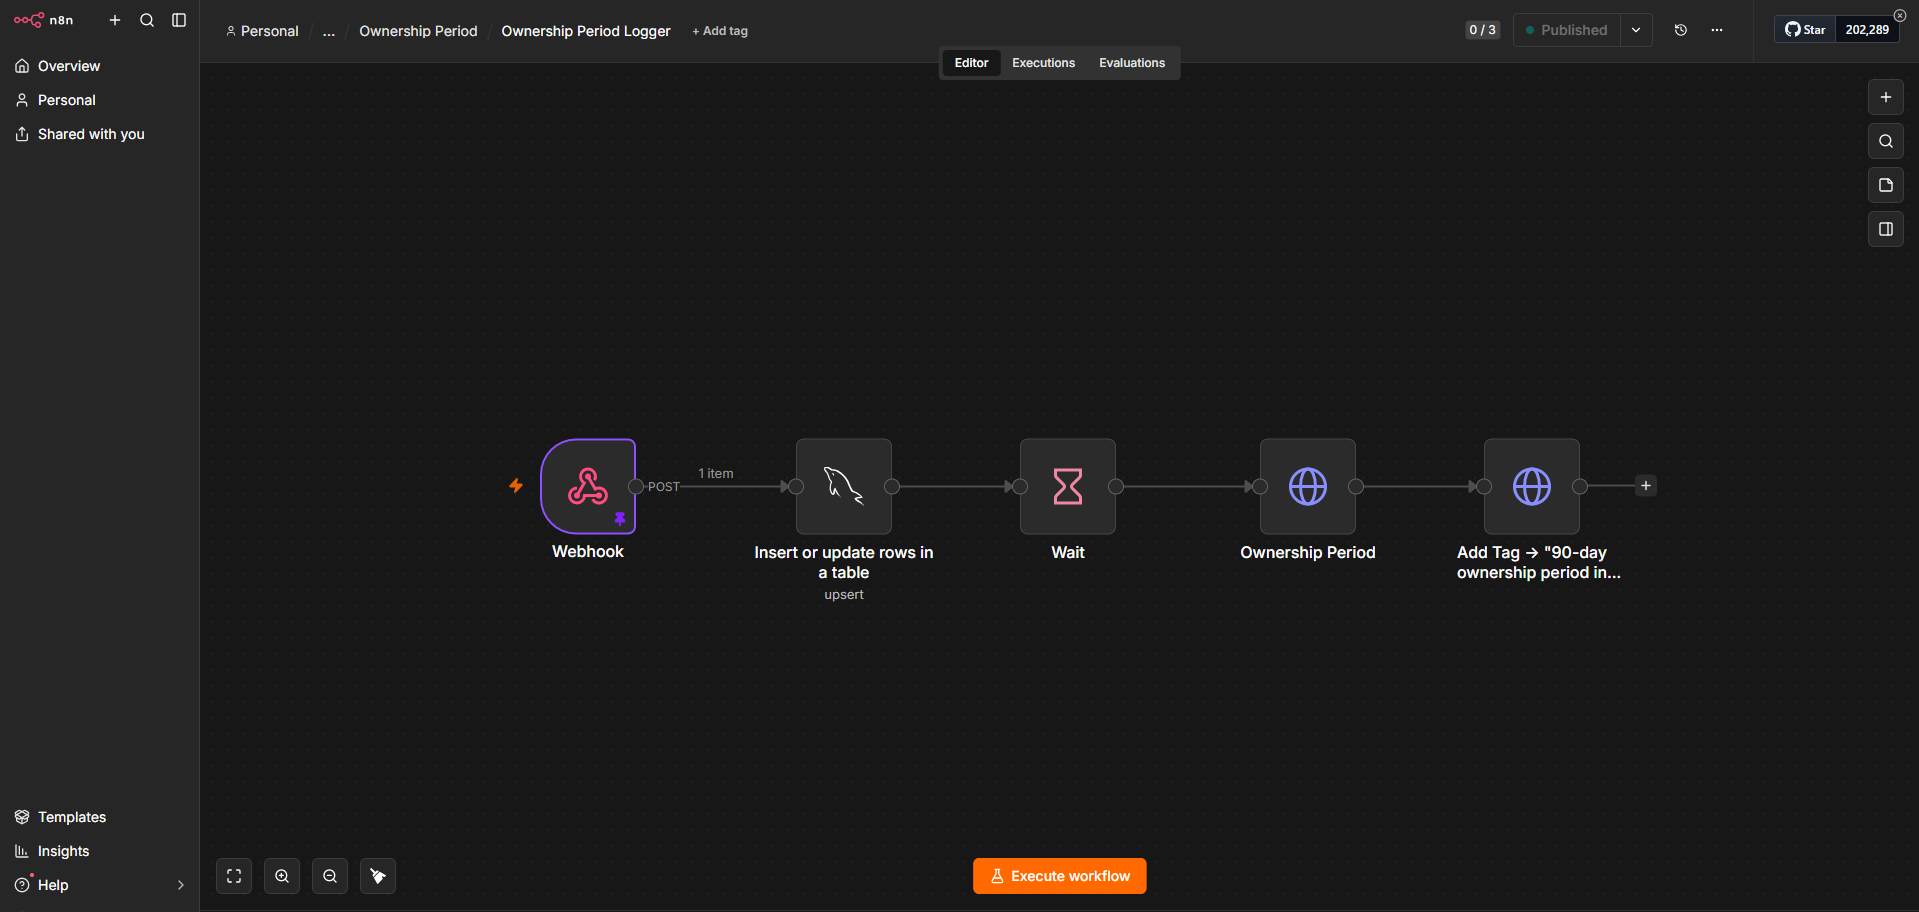 n8n
Personal / ... / Ownership Period / Ownership Period Logger + Add tag
0 / 3
Published
Star 202,289
Editor Executions Evaluations
Overview
Personal
Shared with you
POST
1 item
Webhook
Insert or update rows in
a table
upsert
Wait
Ownership Period
Add Tag → "90-day
ownership period in...
Templates
Insights
Help
Execute workflow